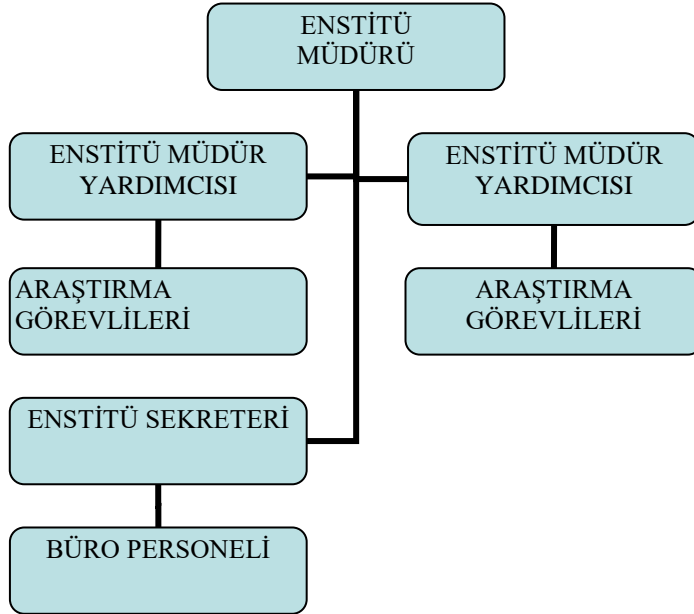 ENSTİTÜ
MÜDÜRÜ
ENSTİTÜ MÜDÜR
YARDIMCISI
ENSTİTÜ MÜDÜR
YARDIMCISI
ARAŞTIRMA
GÖREVLİLERİ
ARAŞTIRMA
GÖREVLİLERİ
ENSTİTÜ SEKRETERİ
BÜRO PERSONELİ